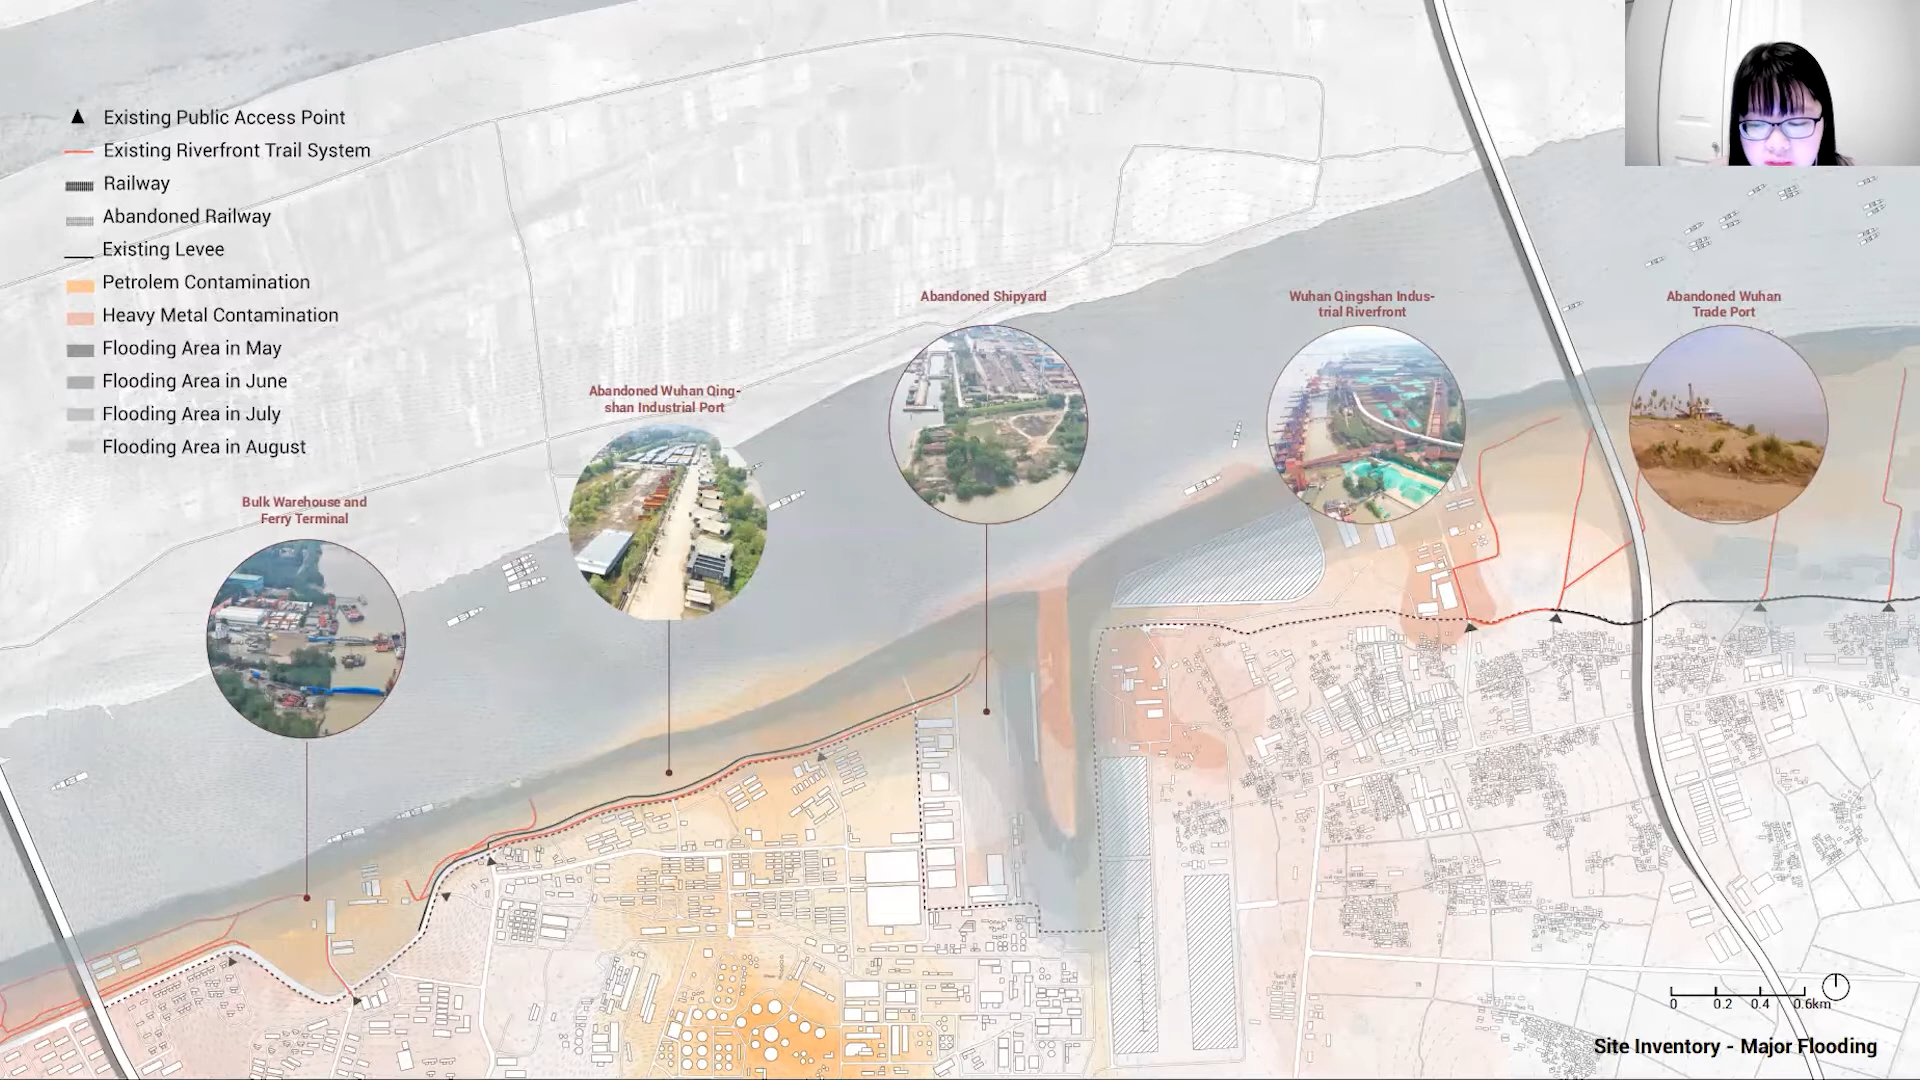 Existing Public Access Point
Existing Riverfront Trail System
Railway
Abandoned Railway
Existing Levee
Petrolem Contamination
Heavy Metal Contamination
Flooding Area in May
Flooding Area in June
Flooding Area in July
Flooding Area in August
Bulk Warehouse and
Ferry Terminal
Abandoned Wuhan Qing-
shan Industrial Port
Abandoned Shipyard
Wuhan Qingshan Indus-
trial Riverfront
Abandoned Wuhan
Trade Port
0 0.2 0.4 0.6km
Site Inventory - Major Flooding